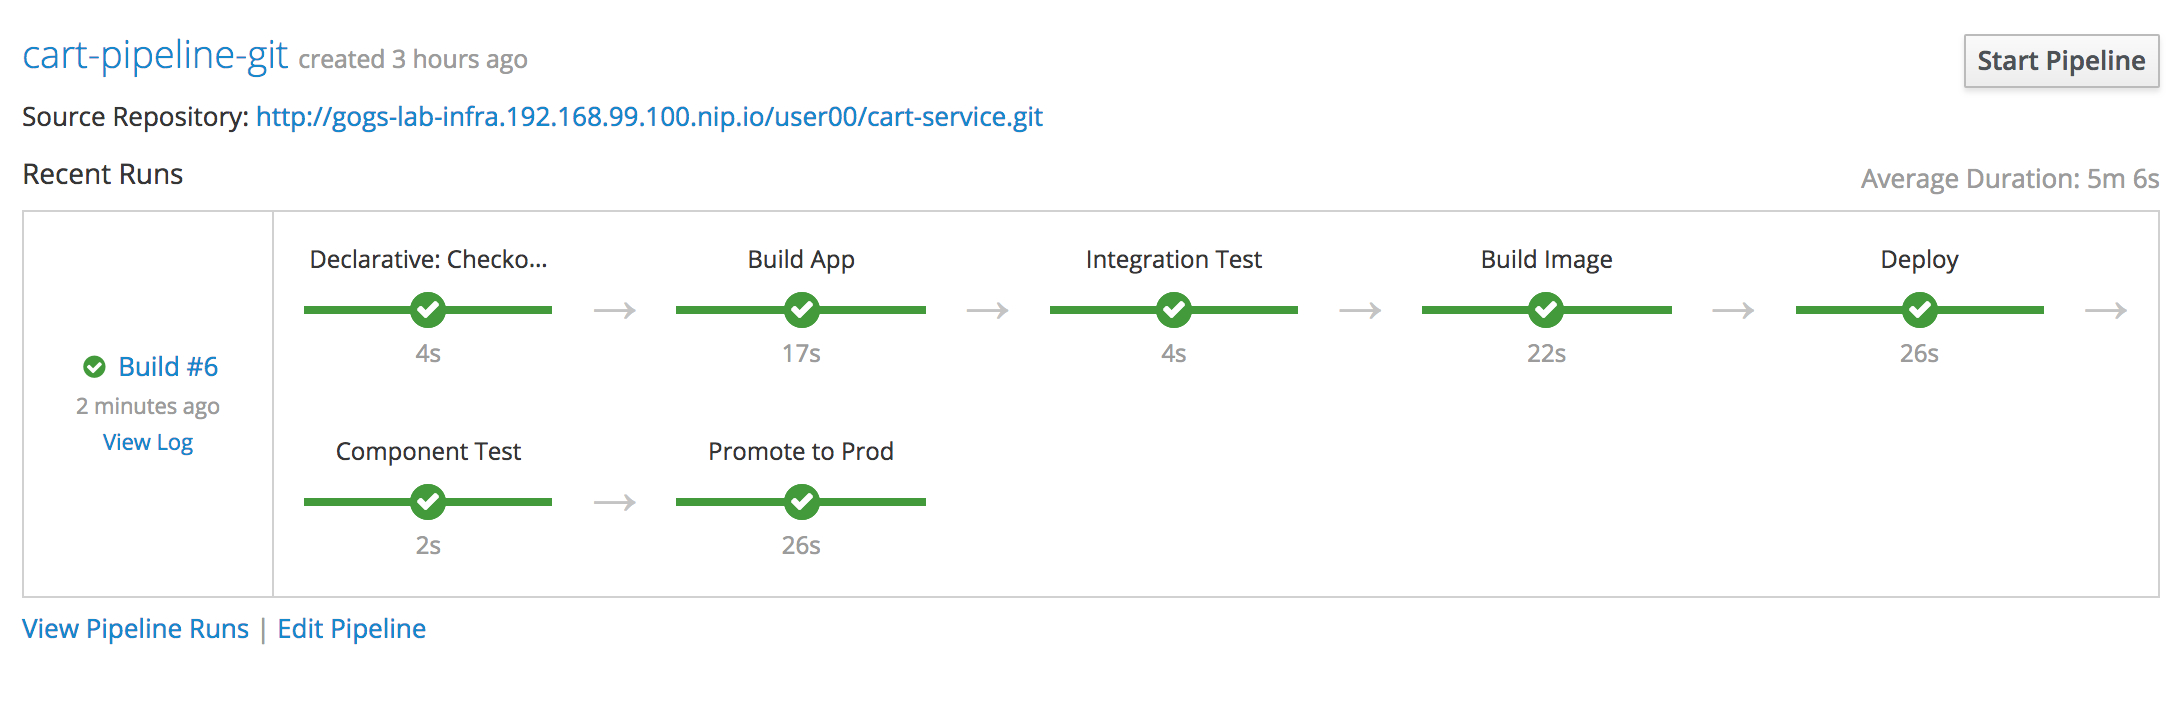 cart-pipeline-git created 3 hours ago
Start Pipeline
Source Repository: http://gogs-lab-infra.192.168.99.100.nip.io/user00/cart-service.git
Recent Runs
Average Duration: 5m 6s
Build #6
2 minutes ago
View Log
Declarative: Checko...
Build App
Integration Test
Build Image
Deploy
4s
17s
4s
22s
26s
Component Test
Promote to Prod
2s
26s
View Pipeline Runs | Edit Pipeline